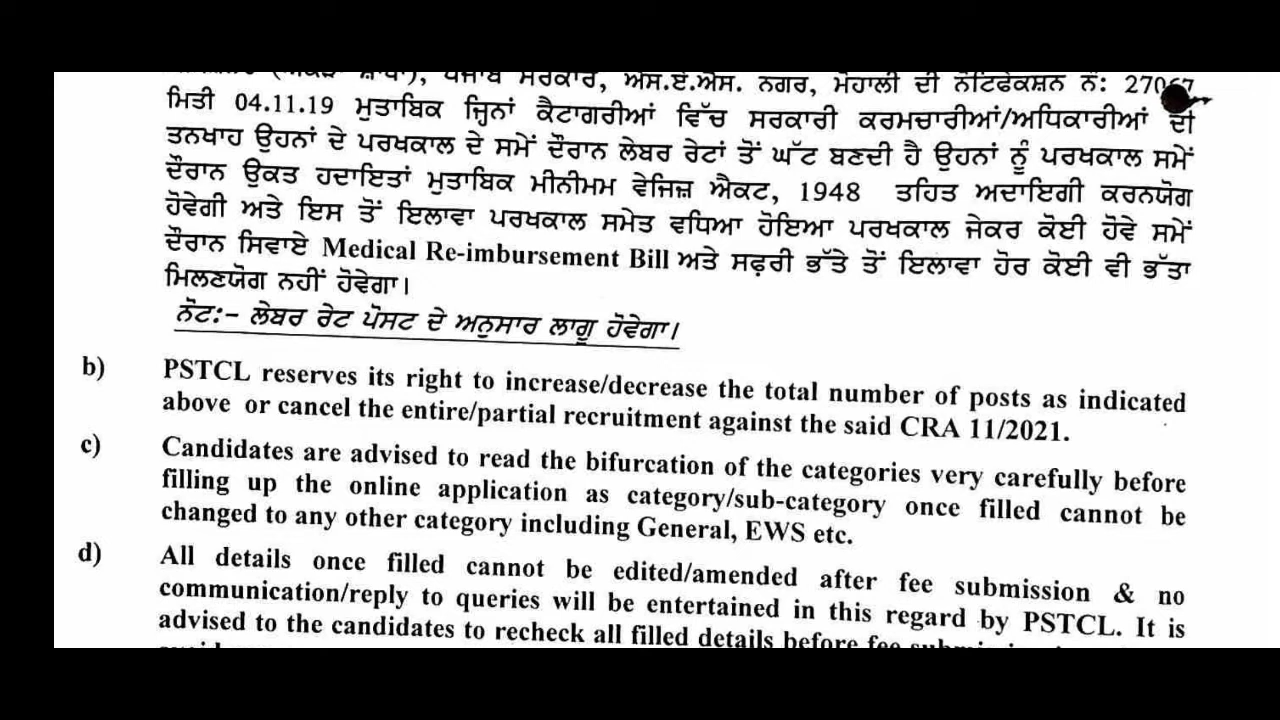 ਪੰਜਾਬ ਸਰਕਾਰ, ਐਸ.ਏ.ਐਸ. ਨਗਰ, ਮੋਹਾਲੀ ਦੀ ਨੋਟਿਫਿਕੇਸ਼ਨ ਨੰ:
ਮਿਤੀ 04.11.19 ਮੁਤਾਬਿਕ ਜ੍ਹਿਨਾਂ ਕੈਟਾਗਰੀਆਂ ਵਿੱਚ ਸਰਕਾਰੀ ਕਰਮਚਾਰੀਆਂ/ਅਧਿਕਾਰੀਆਂ ਦੀ
ਤਨਖਾਹ ਉਹਨਾਂ ਦੇ ਪਰਖਕਾਲ ਦੇ ਸਮੇਂ ਦੌਰਾਨ ਲੇਬਰ ਰੇਟਾਂ ਤੋਂ ਘੱਟ ਬਣਦੀ ਹੈ ਉਹਨਾਂ ਨੂੰ ਪਰਖਕਾਲ ਸਮੇਂ
ਦੌਰਾਨ ਉਕਤ ਹਦਾਇਤਾਂ ਮੁਤਾਬਿਕ ਮੀਨੀਮਮ ਵੇਜਿਜ਼ ਐਕਟ, 1948 ਤਹਿਤ ਅਦਾਇਗੀ ਕਰਨਯੋਗ
ਹੋਵੇਗੀ ਅਤੇ ਇਸ ਤੋਂ ਇਲਾਵਾ ਪਰਖਕਾਲ ਸਮੇਤ ਵਧਿਆ ਹੋਇਆ ਪਰਖਕਾਲ ਜੇਕਰ ਕੋਈ ਹੋਵੇ ਸਮੇਂ
ਦੌਰਾਨ ਸਿਵਾਏ Medical Re-imbursement Bill ਅਤੇ ਸਫ਼ਰੀ ਭੱਤੇ ਤੋਂ ਇਲਾਵਾ ਹੋਰ ਕੋਈ ਵੀ ਭੱਤਾ
ਮਿਲਣਯੋਗ ਨਹੀਂ ਹੋਵੇਗਾ।
ਨੋਟ:- ਲੇਬਰ ਰੇਟ ਪੋਸਟ ਦੇ ਅਨੁਸਾਰ ਲਾਗੂ ਹੋਵੇਗਾ।
b) PSTCL reserves its right to increase/decrease the total number of posts as indicated
above or cancel the entire/partial recruitment against the said CRA 11/2021.
c) Candidates are advised to read the bifurcation of the categories very carefully before
filling up the online application as category/sub-category once filled cannot be
changed to any other category including General, EWS etc.
d) All details once filled cannot be edited/amended after fee submission & no
communication/reply to queries will be entertained in this regard by PSTCL. It is
advised to the candidates to recheck all filled details before fee submission